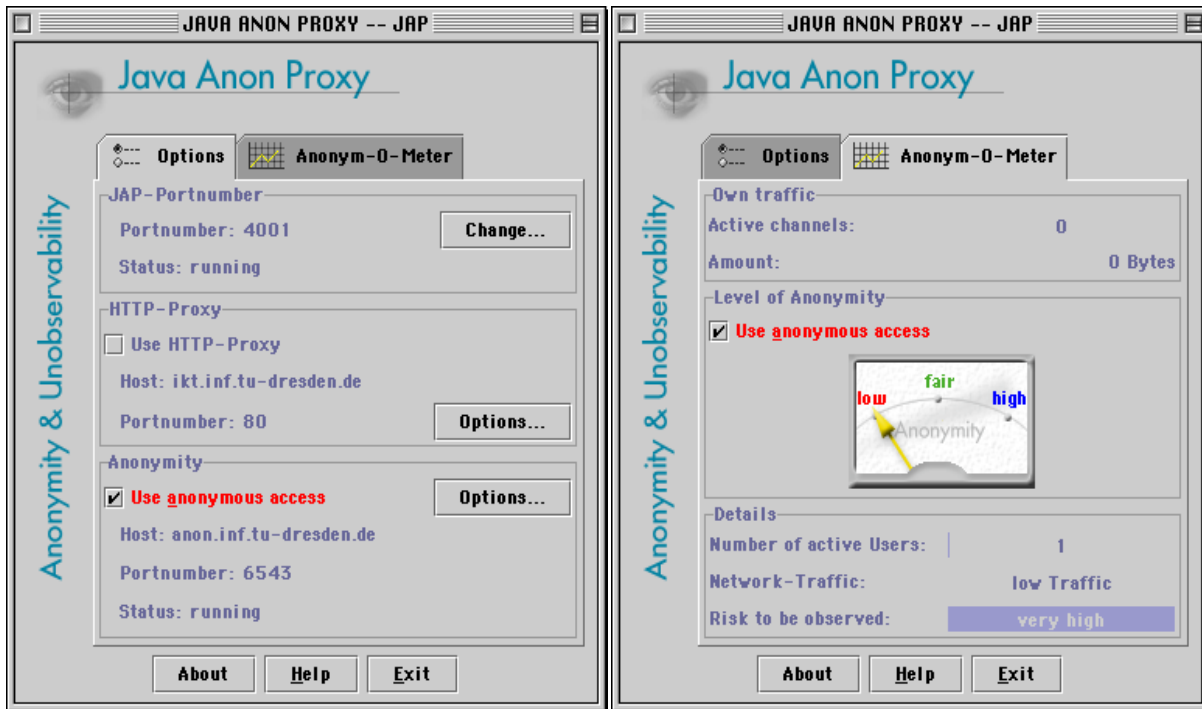 JAVA ANON PROXY -- JAP
Java Anon Proxy
Anonymity & Unobservability
Options
Anonym-O-Meter
JAP-Portnumber
Portnumber: 4001
Change...
Status: running
HTTP-Proxy
Use HTTP-Proxy
Host: ikt.inf.tu-dresden.de
Portnumber: 80
Options...
Anonymity
Use anonymous access
Options...
Host: anon.inf.tu-dresden.de
Portnumber: 6543
Status: running
About
Help
Exit
JAVA ANON PROXY -- JAP
Java Anon Proxy
Anonymity & Unobservability
Options
Anonym-O-Meter
Own traffic
Active channels: 0
Amount: 0 Bytes
Level of Anonymity
Use anonymous access
fair
low
high
Anonymity
Details
Number of active Users: 1
Network-Traffic: low Traffic
Risk to be observed: very high
About
Help
Exit